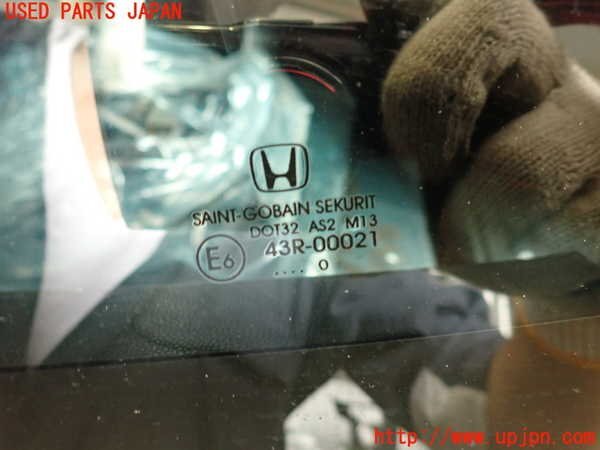 USED PARTS JAPAN
SAINT-GOBAIN SEKURIT
DOT32 AS2 M13
E6 43R-00021
.... 0
http://www.upjpn.com/